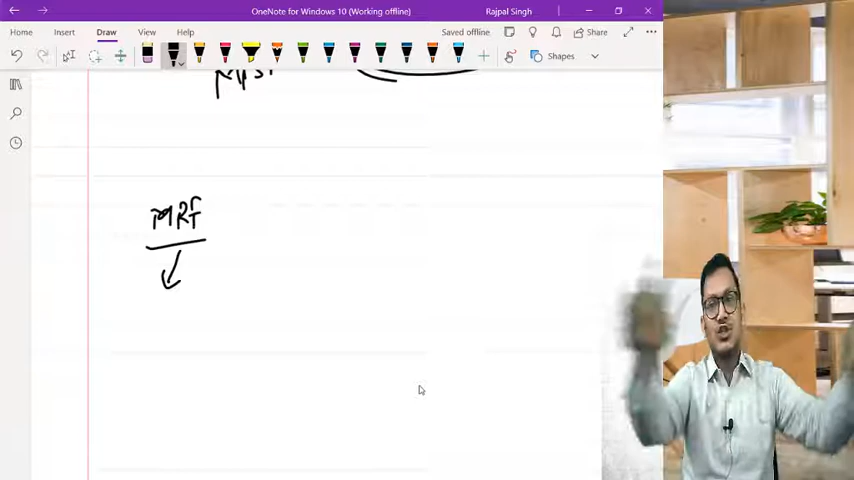 OneNote for Windows 10 (Working offline)
Rajpal Singh
Home Insert Draw View Help Saved offline Share
Shapes
MRF